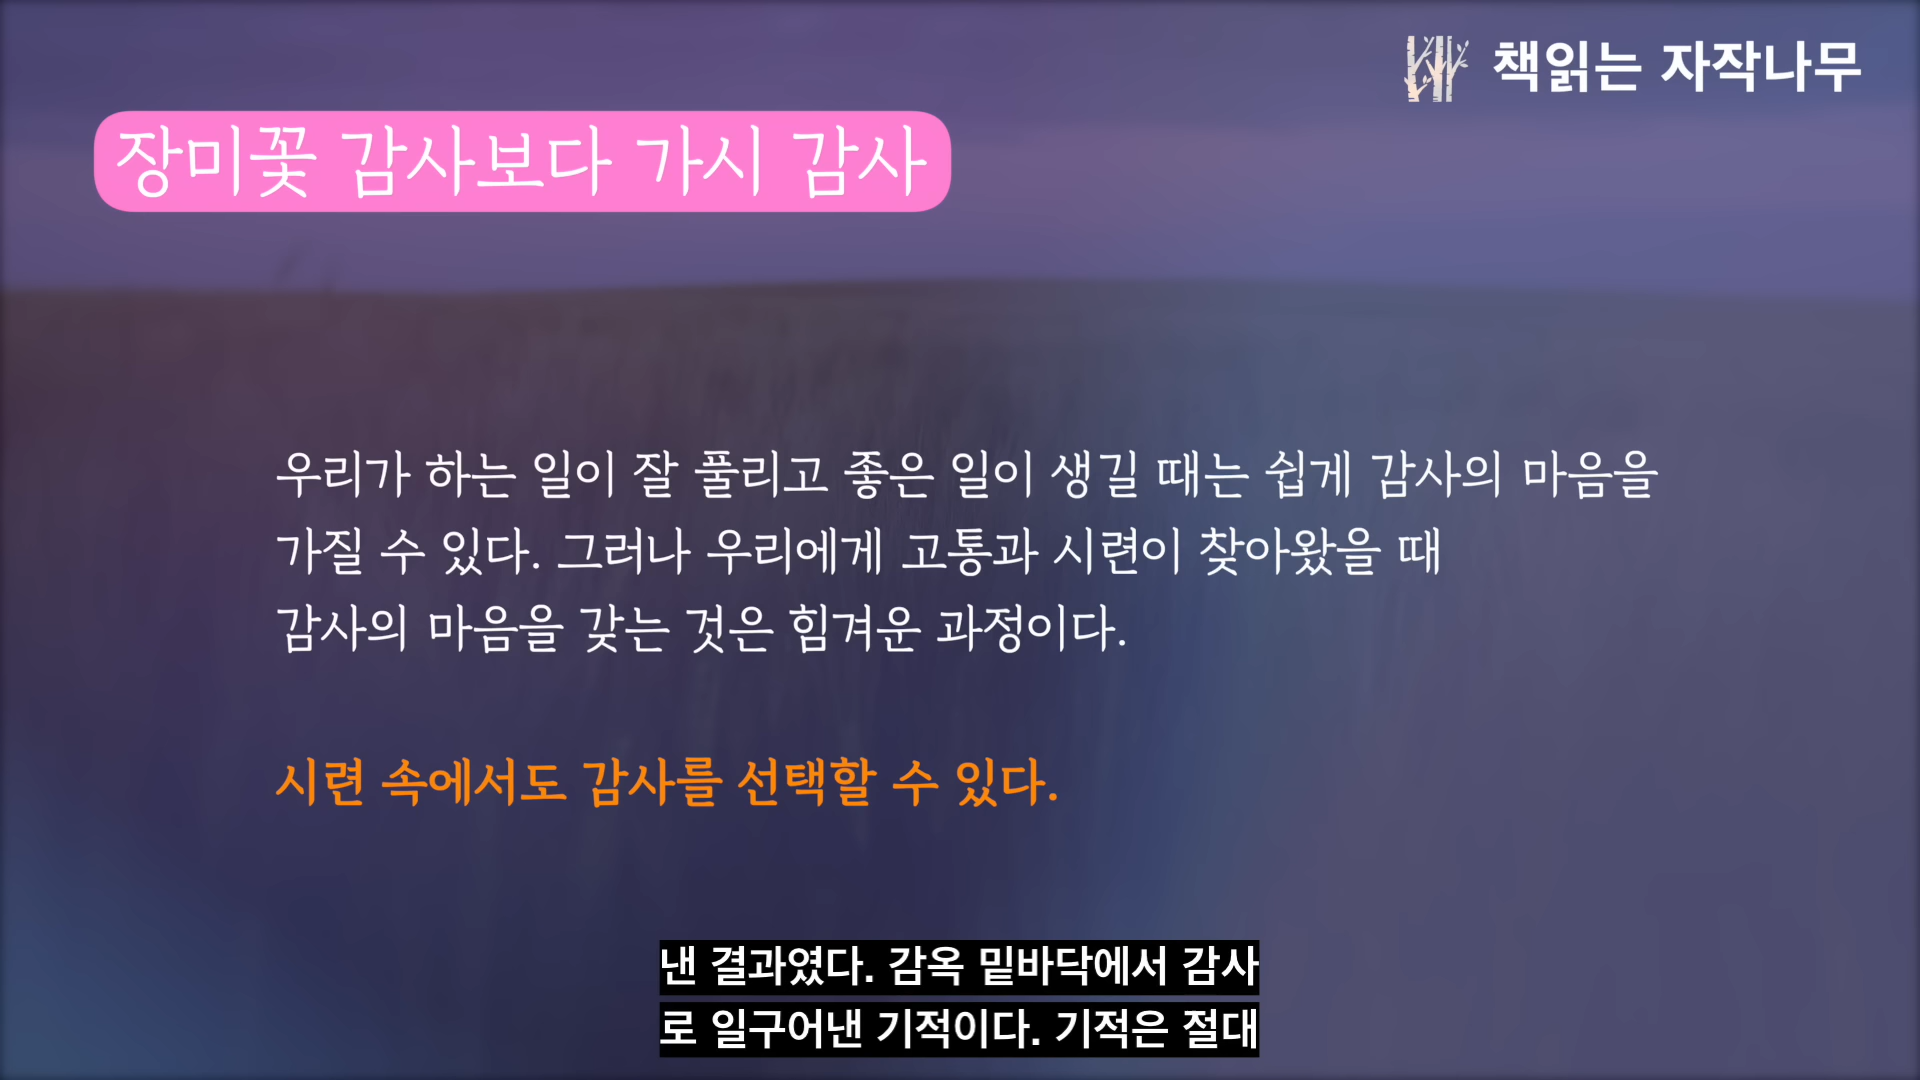 책읽는 자작나무
장미꽃 감사보다 가시 감사
우리가 하는 일이 잘 풀리고 좋은 일이 생길 때는 쉽게 감사의 마음을
가질 수 있다. 그러나 우리에게 고통과 시련이 찾아왔을 때
감사의 마음을 갖는 것은 힘겨운 과정이다.
시련 속에서도 감사를 선택할 수 있다.
낸 결과였다. 감옥 밑바닥에서 감사
로 일구어낸 기적이다. 기적은 절대